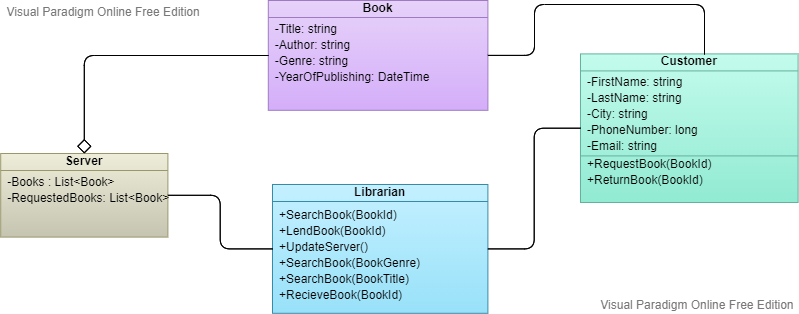 Visual Paradigm Online Free Edition
Book
-Title: string
-Author: string
-Genre: string
-YearOfPublishing: DateTime
Customer
-FirstName: string
-LastName: string
-City: string
-PhoneNumber: long
-Email: string
+RequestBook(BookId)
+ReturnBook(BookId)
Server
-Books : List<Book>
-RequestedBooks: List<Book>
Librarian
+SearchBook(BookId)
+LendBook(BookId)
+UpdateServer()
+SearchBook(BookGenre)
+SearchBook(BookTitle)
+RecieveBook(BookId)
Visual Paradigm Online Free Edition